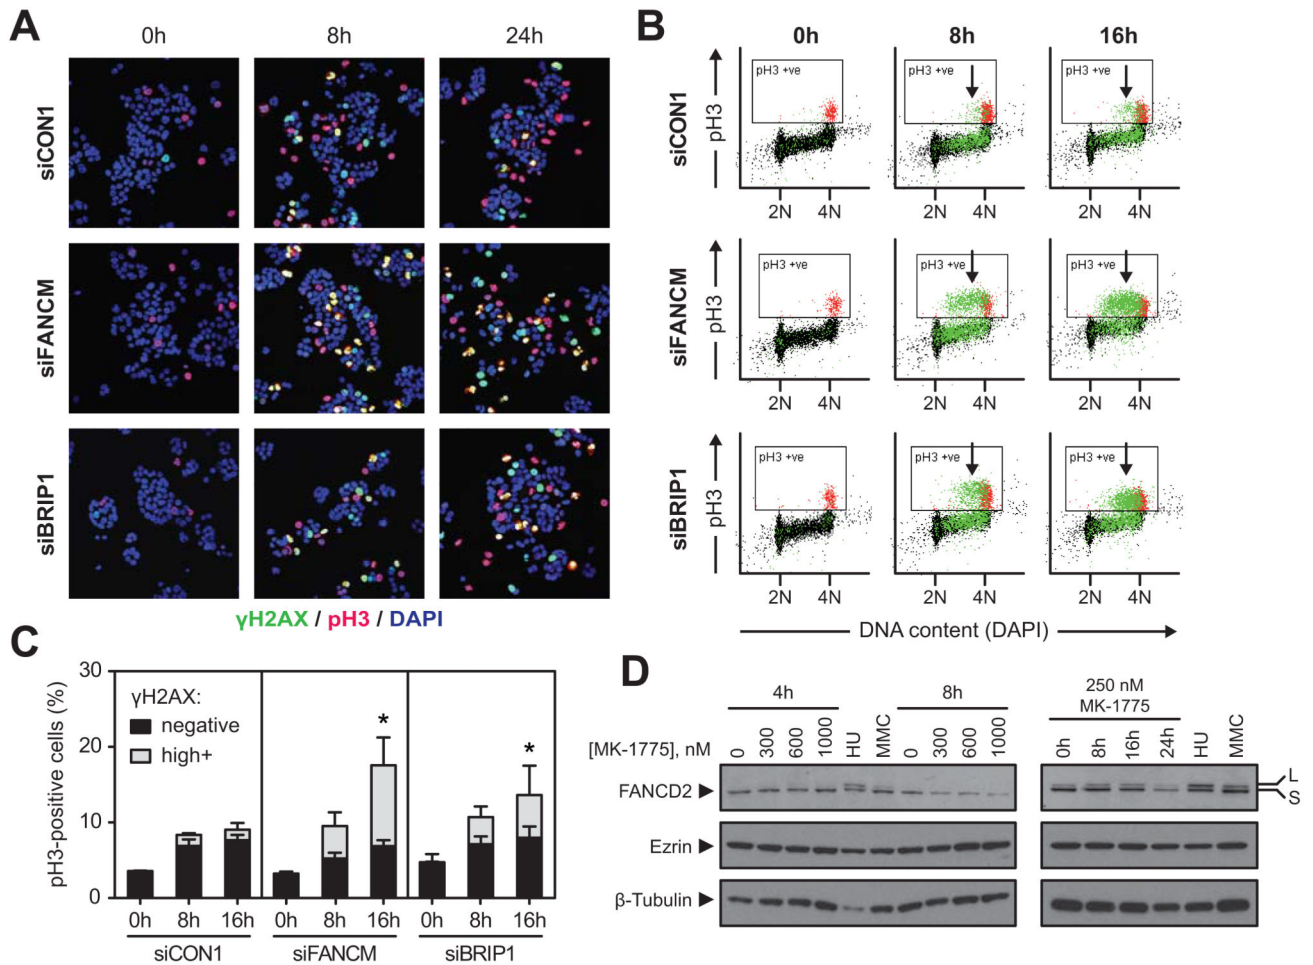 A
0h 8h 24h
siCON1
siFANCM
siBRIP1
γH2AX / pH3 / DAPI
B
0h 8h 16h
siCON1
pH3
pH3 +ve
pH3 +ve
pH3 +ve
2N 4N 2N 4N 2N 4N
siFANCM
pH3
pH3 +ve
pH3 +ve
pH3 +ve
2N 4N 2N 4N 2N 4N
siBRIP1
pH3
pH3 +ve
pH3 +ve
pH3 +ve
2N 4N 2N 4N 2N 4N
DNA content (DAPI)
C
pH3-positive cells (%)
30
20
10
0
γH2AX:
negative
high+
*
*
0h 8h 16h 0h 8h 16h 0h 8h 16h
siCON1 siFANCM siBRIP1
D
4h 8h
[MK-1775], nM
0 300 600 1000 HU MMC 0 300 600 1000
250 nM
MK-1775
0h 8h 16h 24h HU MMC
FANCD2
L
S
Ezrin
β-Tubulin